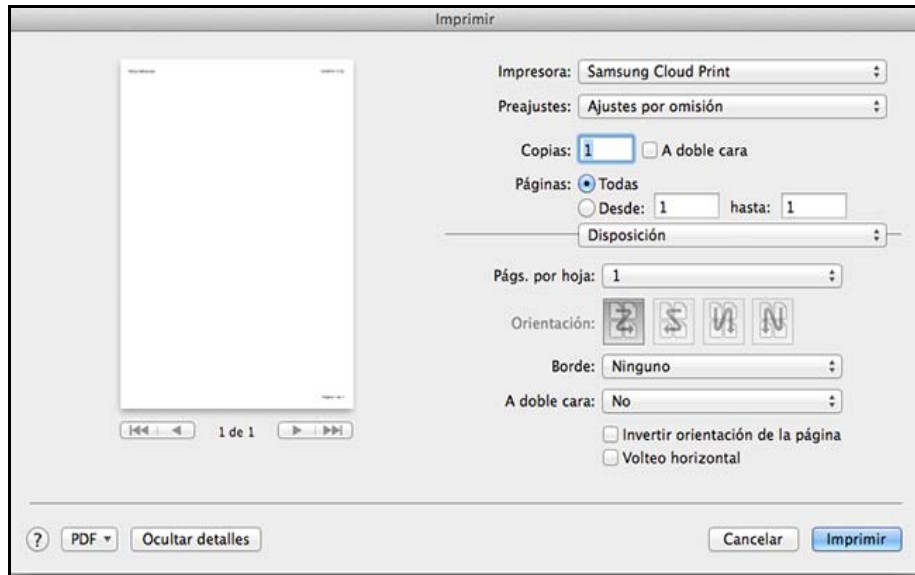 Imprimir
Impresora: Samsung Cloud Print
Preajustes: Ajustes por omisión
Copias: 1 A doble cara
Páginas: Todas
Desde: 1 hasta: 1
Disposición
Págs. por hoja: 1
Orientación:
Borde: Ninguno
A doble cara: No
Invertir orientación de la página
Volteo horizontal
1 de 1
? PDF Ocultar detalles Cancelar Imprimir